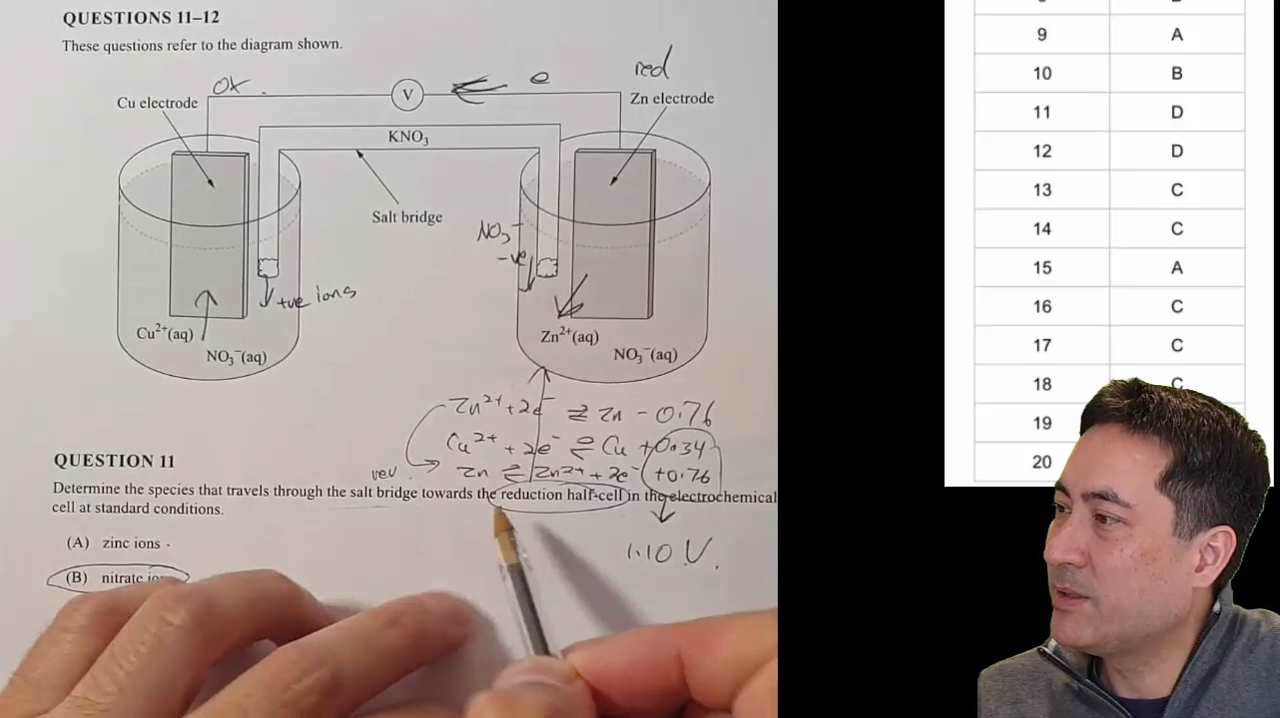 QUESTIONS 11–12
These questions refer to the diagram shown.
ox.
e
red
Cu electrode
V
Zn electrode
KNO₃
Salt bridge
NO₃⁻
-ve
+ve ions
Cu²⁺(aq)
NO₃⁻(aq)
Zn²⁺(aq)
NO₃⁻(aq)
Zn²⁺ + 2e⁻ ⇌ Zn - 0.76
Cu²⁺ + 2e⁻ ⇌ Cu + 0.34
rev
Zn ⇌ Zn²⁺ + 2e⁻ +0.76
QUESTION 11
Determine the species that travels through the salt bridge towards the reduction half-cell in the electrochemical
cell at standard conditions.
1.10 V.
(A) zinc ions -
(B) nitrate
9 A
10 B
11 D
12 D
13 C
14 C
15 A
16 C
17 C
18 C
19
20